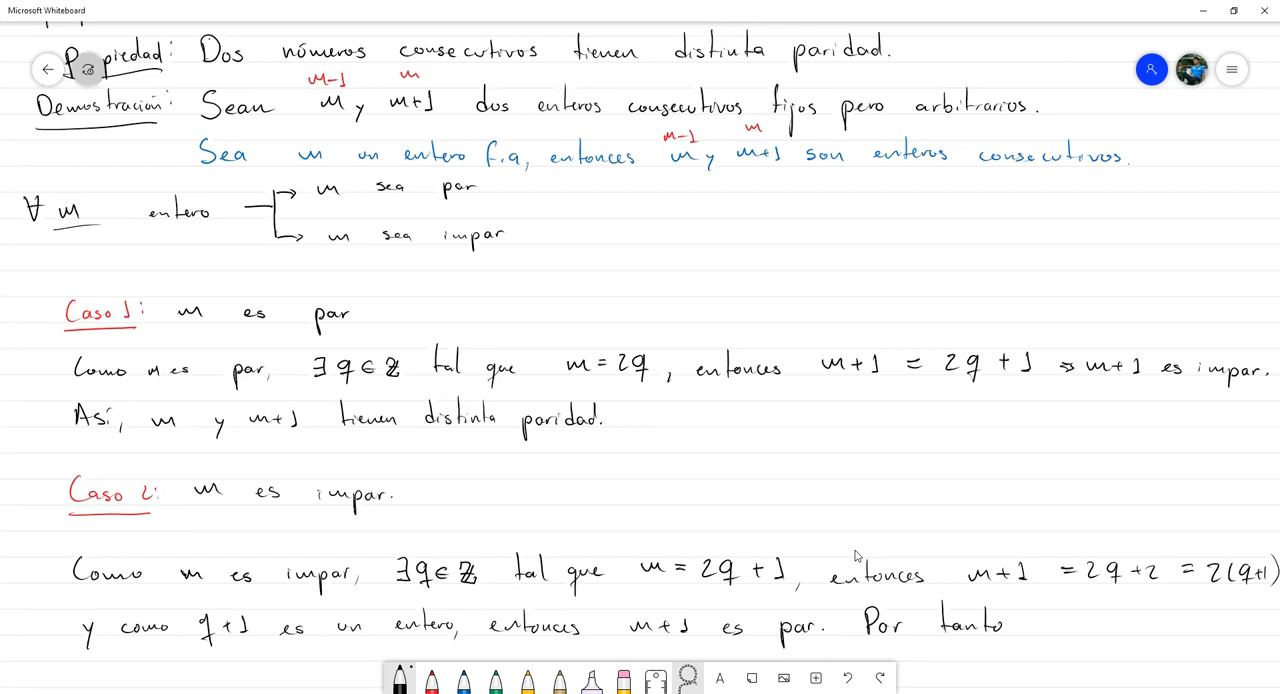 Microsoft Whiteboard
Propiedad: Dos números consecutivos tienen distinta paridad.
m-1 m
Demostración: Sean m y m+1 dos enteros consecutivos fijos pero arbitrarios.
m-1 m
Sea m un entero f.a, entonces m y m+1 son enteros consecutivos.
m sea par
∀ m entero
m sea impar
Caso 1: m es par
Como m es par, ∃ q ∈ ℤ tal que m = 2q, entonces m+1 = 2q + 1 ⇒ m+1 es impar.
Así, m y m+1 tienen distinta paridad.
Caso 2: m es impar.
Como m es impar, ∃ q ∈ ℤ tal que m = 2q + 1, entonces m+1 = 2q +2 = 2(q+1)
y como q+1 es un entero, entonces m+1 es par. Por tanto
A